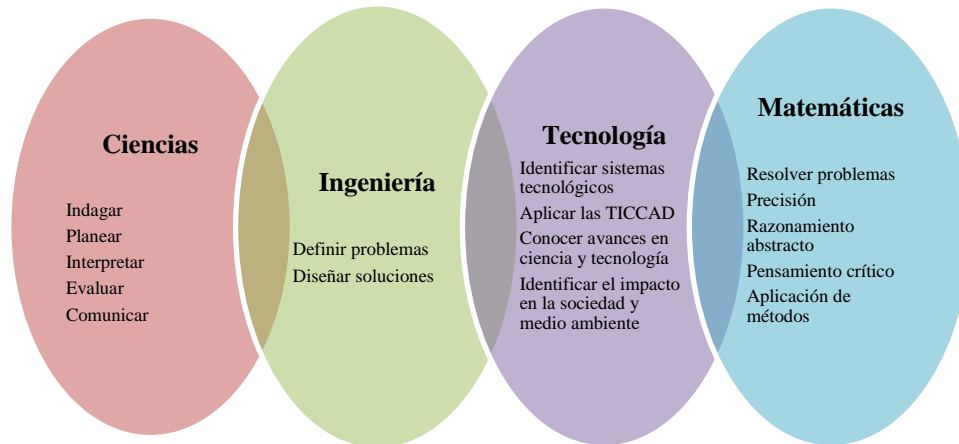 Ciencias
Indagar
Planear
Interpretar
Evaluar
Comunicar
Ingeniería
Definir problemas
Diseñar soluciones
Tecnología
Identificar sistemas
tecnológicos
Aplicar las TICCAD
Conocer avances en
ciencia y tecnología
Identificar el impacto
en la sociedad y
medio ambiente
Matemáticas
Resolver problemas
Precisión
Razonamiento
abstracto
Pensamiento crítico
Aplicación de
métodos